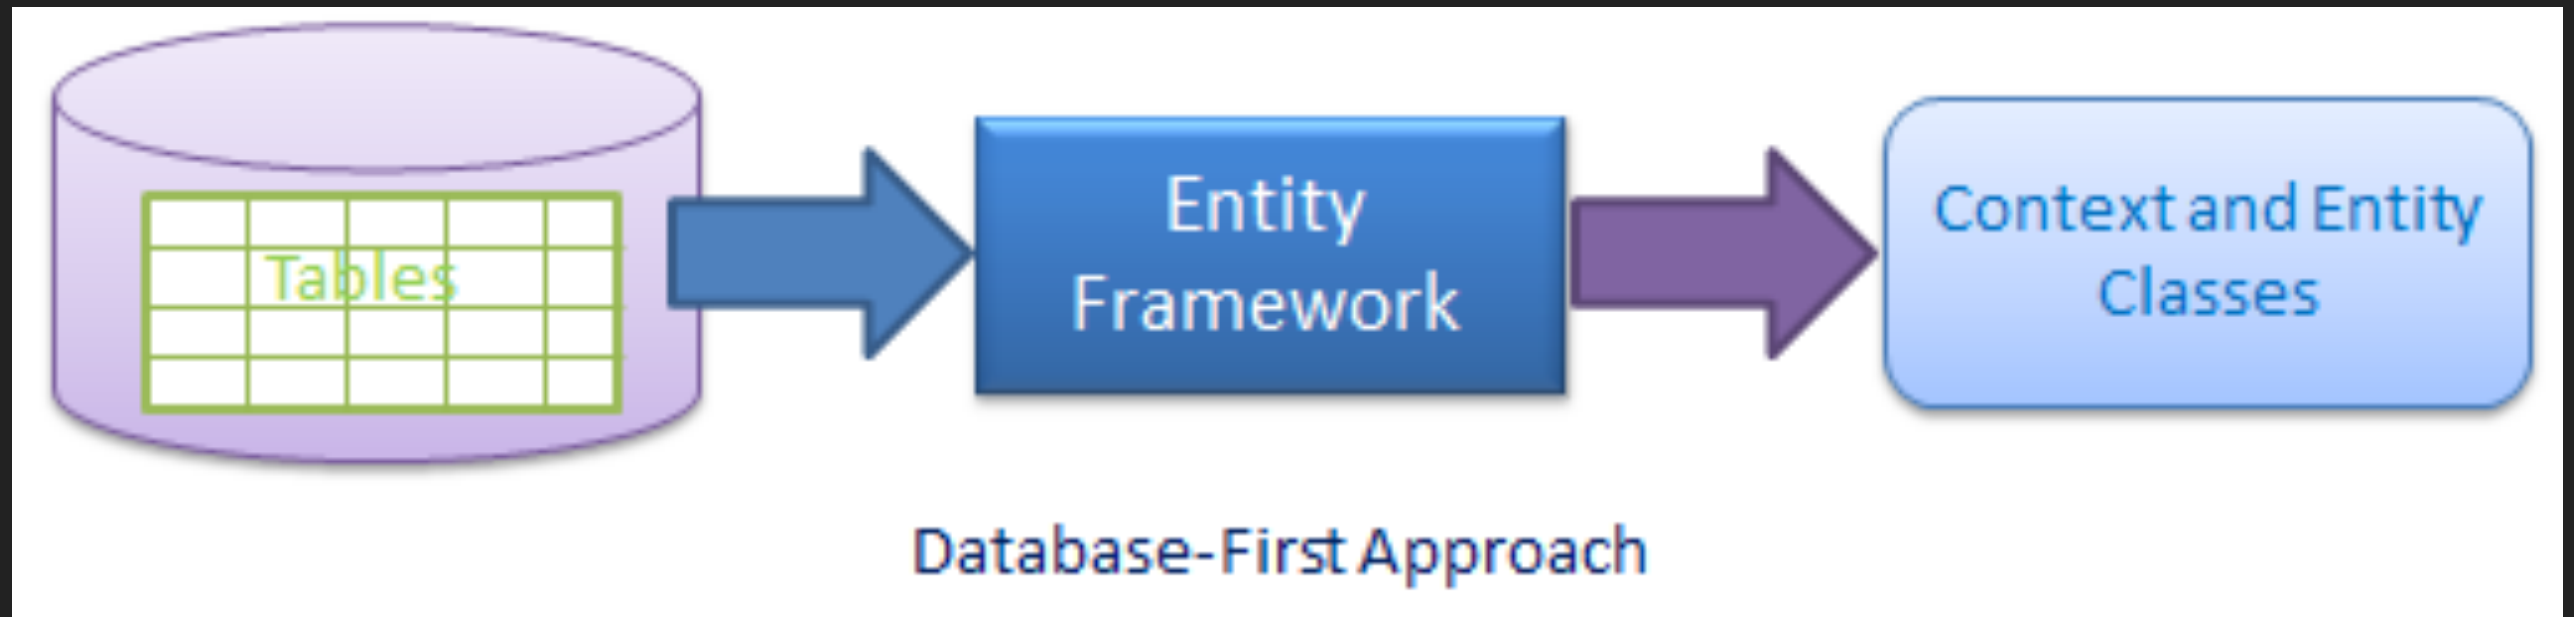 Tables
Entity
Framework
Context and Entity
Classes
Database-First Approach